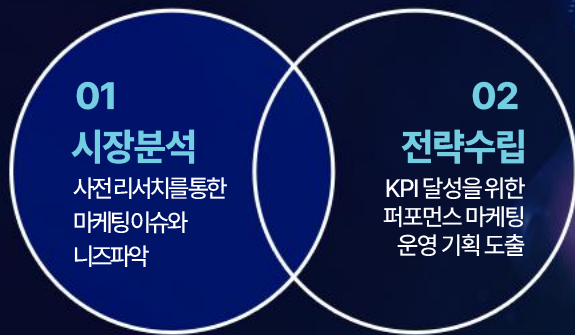 01
시장분석
사전 리서치를 통한
마케팅 이슈와
니즈파악
02
전략수립
KPI 달성을 위한
퍼포먼스 마케팅
운영 기획 도출